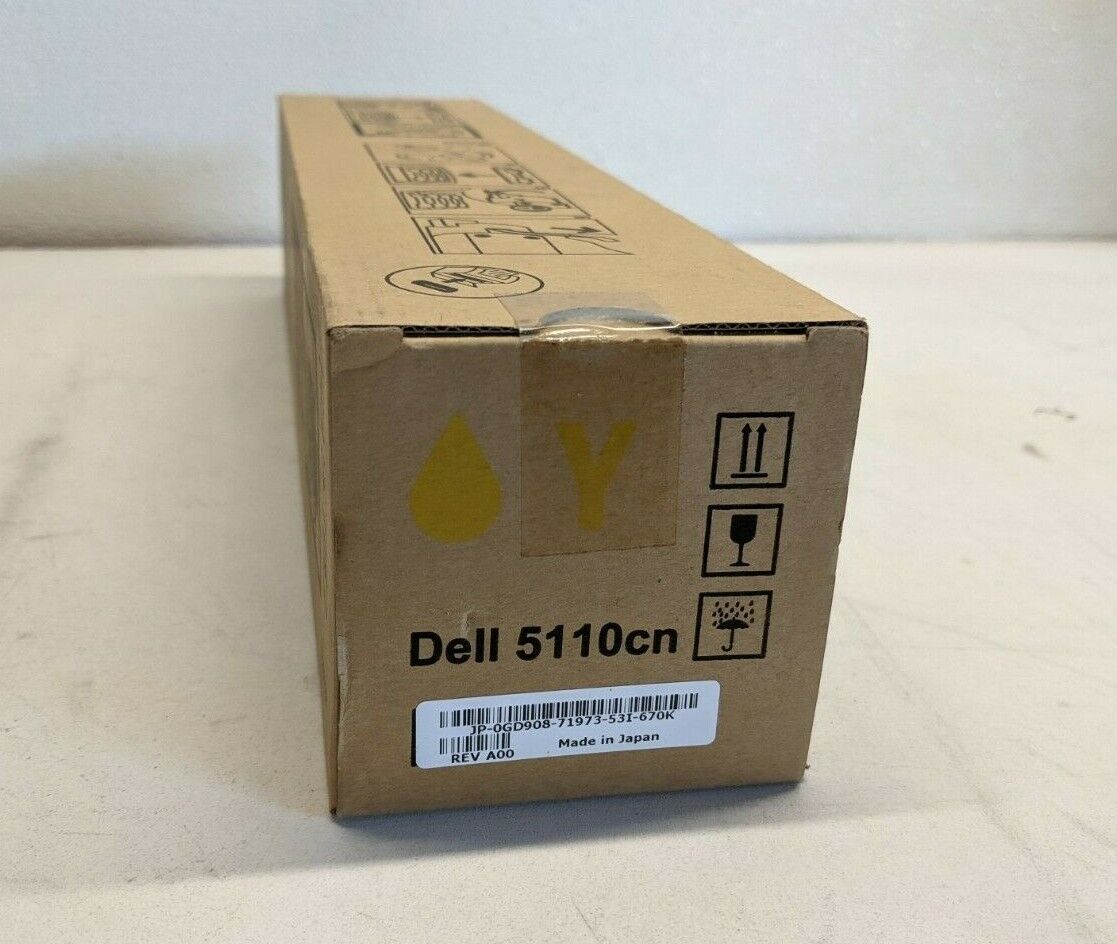 Y
Dell 5110cn
JP-0GD908-71973-53I-670K
Made in Japan
REV A00